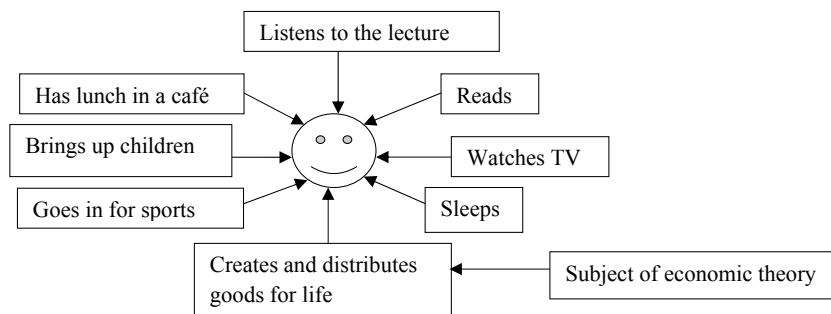 Listens to the lecture
Has lunch in a café
Reads
Brings up children
Watches TV
Goes in for sports
Sleeps
Creates and distributes
goods for life
Subject of economic theory